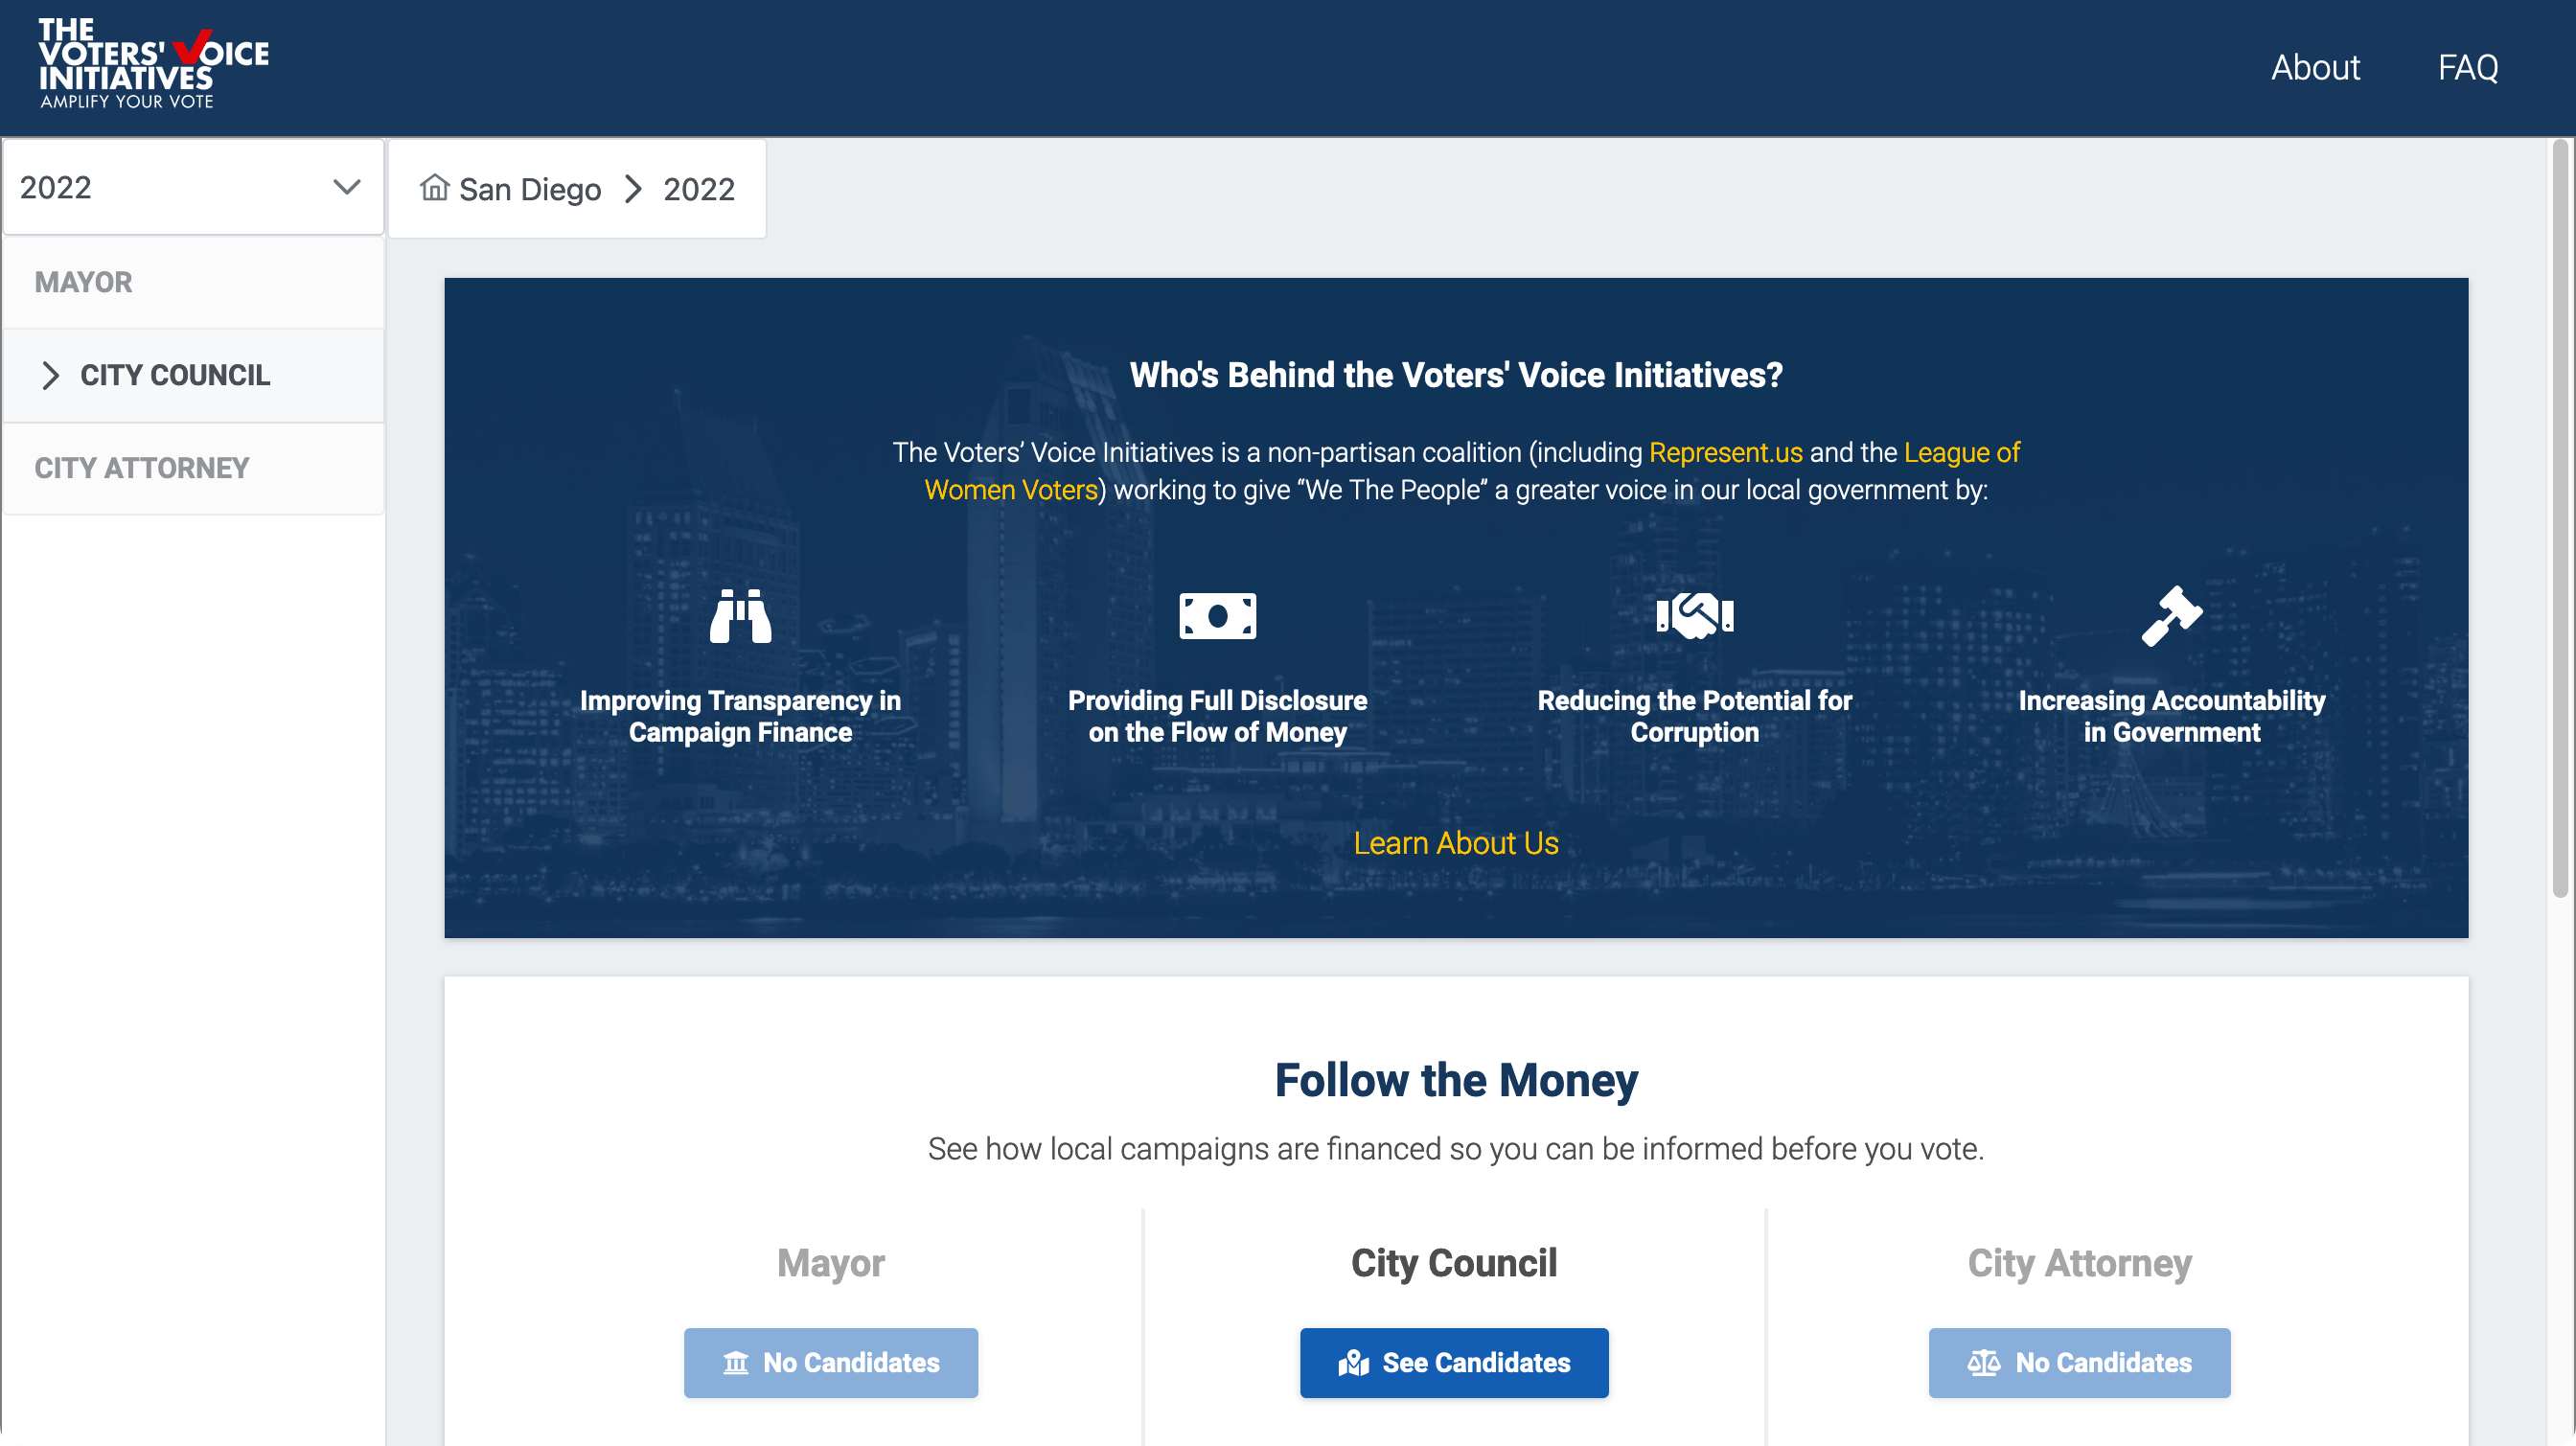 THE
VOTERS' VOICE
INITIATIVES
AMPLIFY YOUR VOTE
About
FAQ
2022
San Diego
2022
MAYOR
CITY COUNCIL
CITY ATTORNEY
Who's Behind the Voters' Voice Initiatives?
The Voters’ Voice Initiatives is a non-partisan coalition (including Represent.us and the League of
Women Voters) working to give “We The People” a greater voice in our local government by:
Improving Transparency in
Campaign Finance
Providing Full Disclosure
on the Flow of Money
Reducing the Potential for
Corruption
Increasing Accountability
in Government
Learn About Us
Follow the Money
See how local campaigns are financed so you can be informed before you vote.
Mayor
No Candidates
City Council
See Candidates
City Attorney
No Candidates